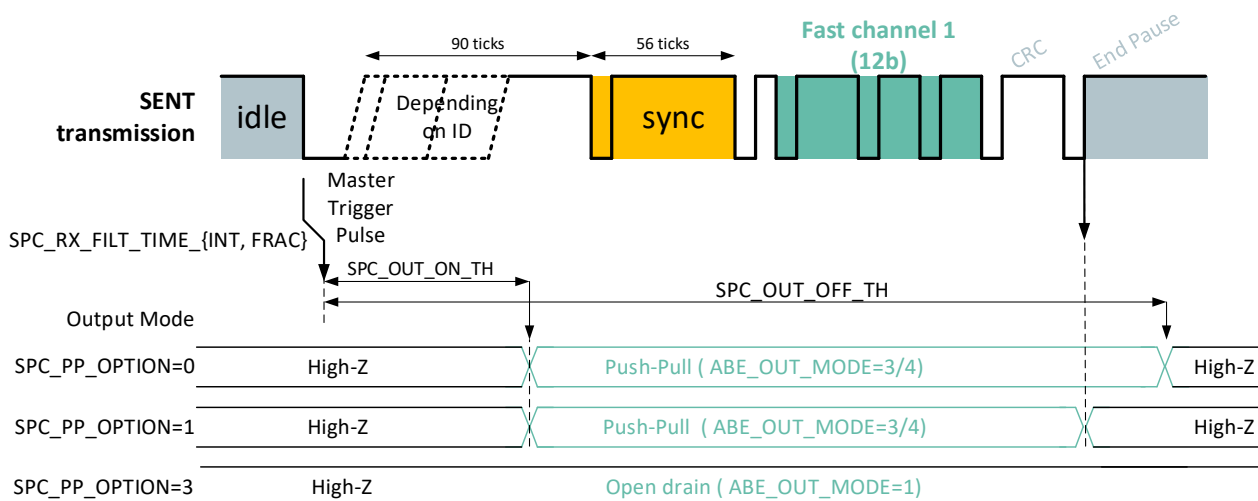 90 ticks
56 ticks
Fast channel 1
(12b)
CRC
End Pause
SENT
transmission
idle
Depending
on ID
sync
Master
Trigger
Pulse
SPC_RX_FILT_TIME_{INT, FRAC}
SPC_OUT_ON_TH
SPC_OUT_OFF_TH
Output Mode
SPC_PP_OPTION=0 High-Z Push-Pull ( ABE_OUT_MODE=3/4) High-Z
SPC_PP_OPTION=1 High-Z Push-Pull ( ABE_OUT_MODE=3/4) High-Z
SPC_PP_OPTION=3 High-Z Open drain ( ABE_OUT_MODE=1)